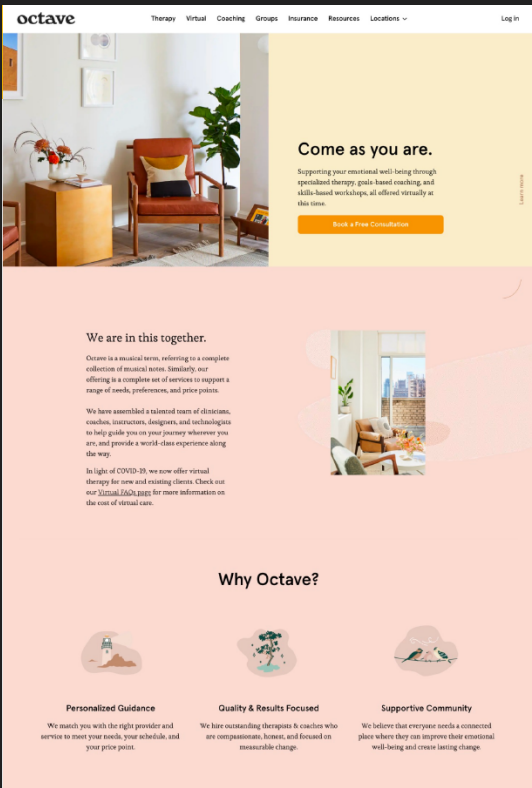 octave
Therapy Virtual Coaching Groups Insurance Resources Locations
Log in
Come as you are.
Supporting your emotional well-being through
specialized therapy, goals-based coaching, and
skills-based workshops, all offered virtually at
this time.
Book a Free Consultation
Learn more
We are in this together.
Octave is a musical term, referring to a complete
collection of musical notes. Similarly, our
offering is a complete set of services to support a
range of needs, preferences, and price points.
We have assembled a talented team of clinicians,
coaches, instructors, designers, and technologists
to help guide you on your journey wherever you
are, and provide a world-class experience along
the way.
In light of COVID-19, we now offer virtual
therapy for new and existing clients. Check out
our Virtual FAQs page for more information on
the cost of virtual care.
Why Octave?
Personalized Guidance
We match you with the right provider and
service to meet your needs, your schedule, and
your price point.
Quality & Results Focused
We hire outstanding therapists & coaches who
are compassionate, honest, and focused on
measurable change.
Supportive Community
We believe that everyone needs a connected
place where they can improve their emotional
well-being and create lasting change.